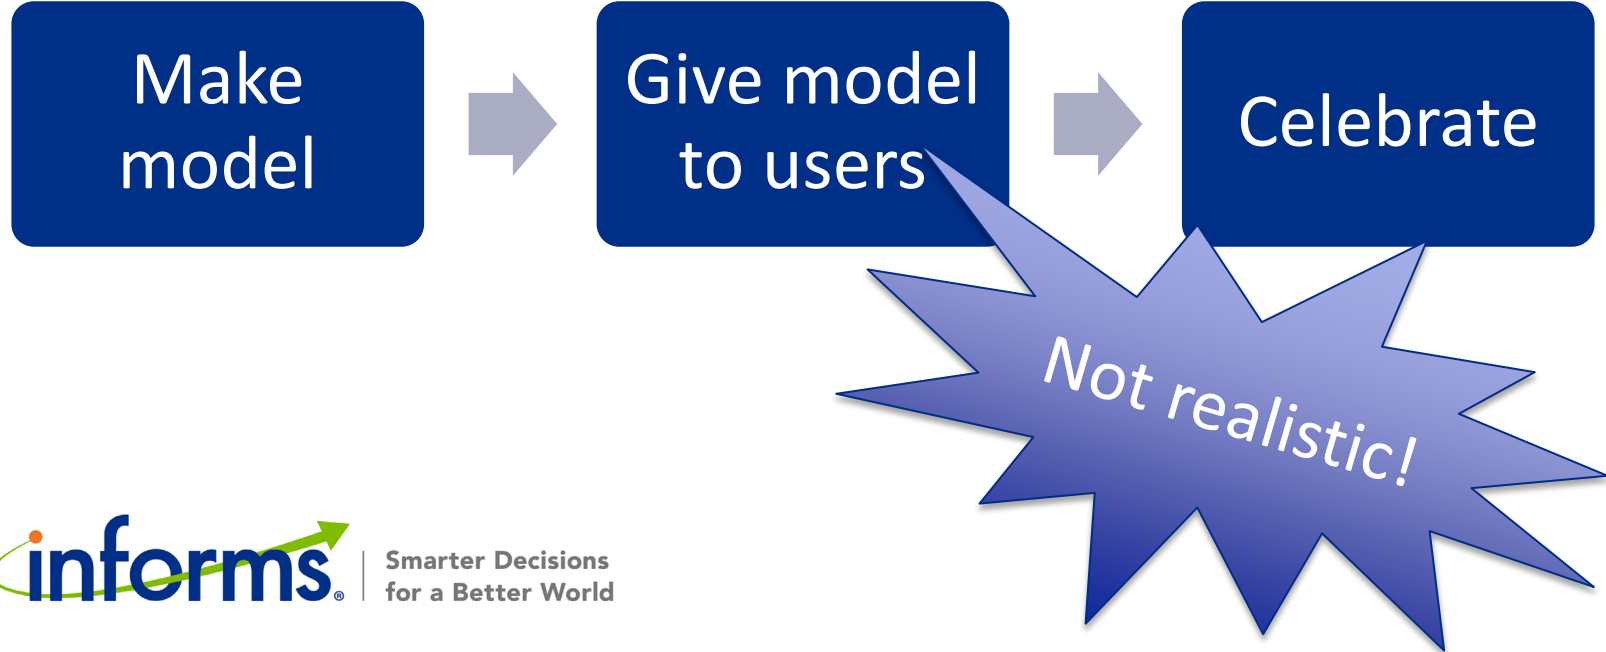 Make
model
Give model
to users
Celebrate
Not realistic!
informs®
Smarter Decisions
for a Better World